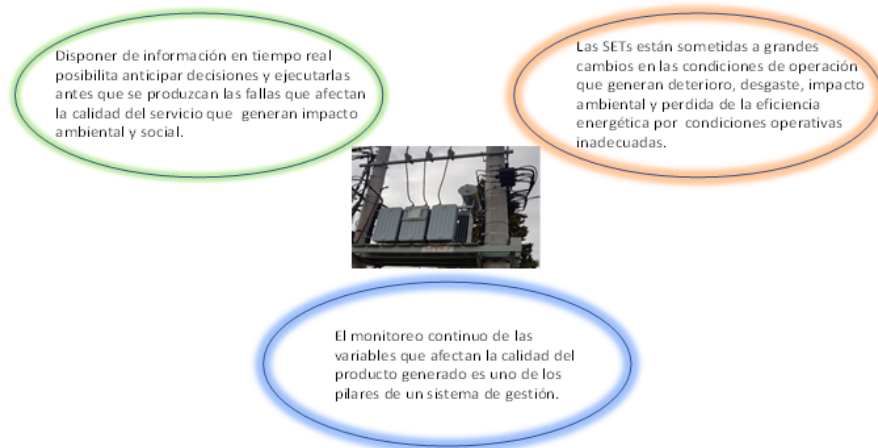 Disponer de información en tiempo real
posibilita anticipar decisiones y ejecutarlas
antes que se produzcan las fallas que afectan
la calidad del servicio que generan impacto
ambiental y social.
Las SETs están sometidas a grandes
cambios en las condiciones de operación
que generan deterioro, desgaste, impacto
ambiental y perdida de la eficiencia
energética por condiciones operativas
inadecuadas.
El monitoreo continuo de las
variables que afectan la calidad del
producto generado es uno de los
pilares de un sistema de gestión.